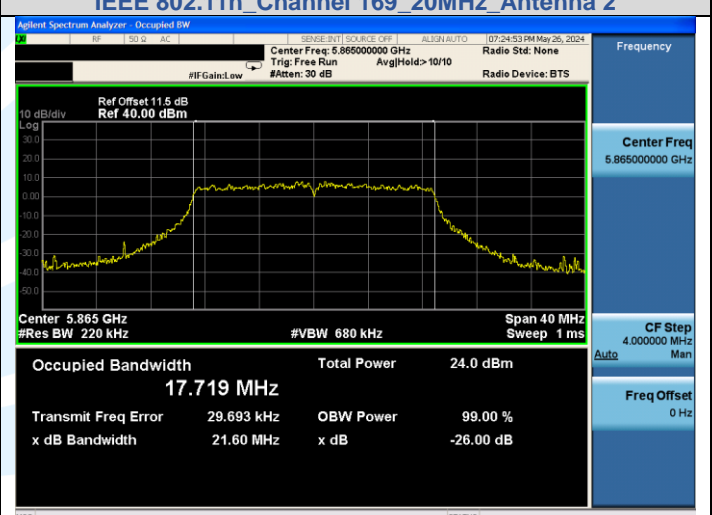 IEEE 802.11n_Channel 169_20MHz_Antenna 2
Agilent Spectrum Analyzer - Occupied BW
RF 50 Ω AC SENSE:INT SOURCE OFF ALIGN AUTO 07:24:53 PM May 26, 2024
Center Freq: 5.865000000 GHz Radio Std: None
Trig: Free Run Avg|Hold:>10/10
#IFGain:Low #Atten: 30 dB Radio Device: BTS
Frequency
Ref Offset 11.5 dB
10 dB/div Ref 40.00 dBm
Log
30.0
20.0
10.0
0.00
-10.0
-20.0
-30.0
-40.0
-50.0
Center 5.865 GHz Span 40 MHz
#Res BW 220 kHz #VBW 680 kHz Sweep 1 ms
Occupied Bandwidth Total Power 24.0 dBm
17.719 MHz
Transmit Freq Error 29.693 kHz OBW Power 99.00 %
x dB Bandwidth 21.60 MHz x dB -26.00 dB
Center Freq
5.865000000 GHz
CF Step
4.000000 MHz
Auto Man
Freq Offset
0 Hz